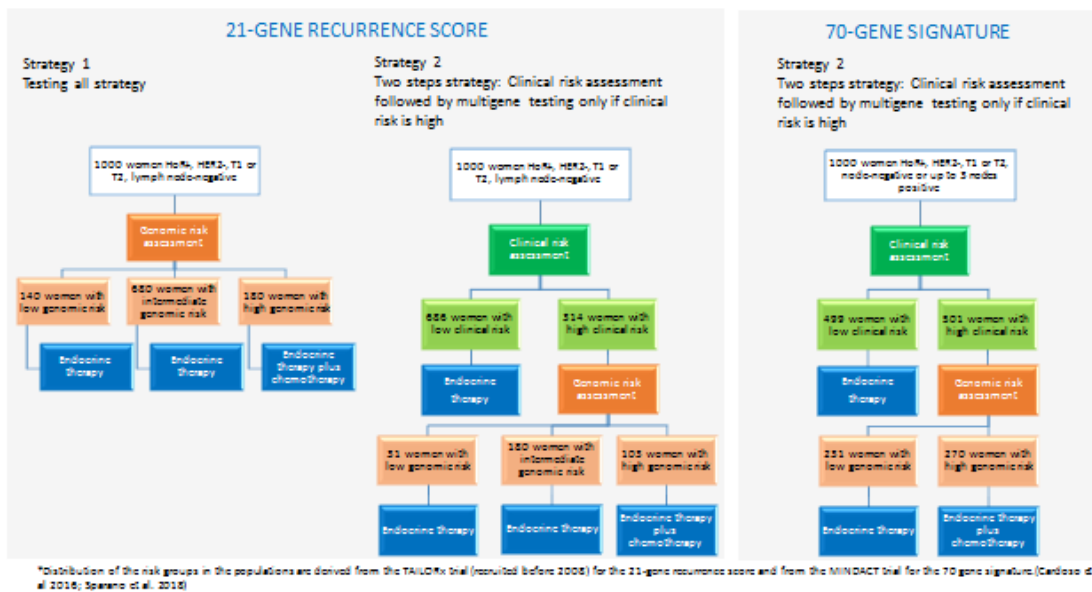 21-GENE RECURRENCE SCORE
Strategy 1
Testing all strategy
1000 women HoR+, HER2-, T1 or
T2, lymph node-negative
Genomic risk
assessment
140 women with
low genomic risk
680 women with
intermediate
genomic risk
180 women with
high genomic risk
Endocrine
therapy
Endocrine
therapy
Endocrine
therapy plus
chemotherapy
Strategy 2
Two steps strategy: Clinical risk assessment
followed by multigene testing only if clinical
risk is high
1000 women HoR+, HER2-, T1 or
T2, lymph node-negative
Clinical risk
assessment
686 women with
low clinical risk
314 women with
high clinical risk
Endocrine
therapy
Genomic risk
assessment
31 women with
low genomic risk
180 women with
intermediate
genomic risk
103 women with
high genomic risk
Endocrine therapy
Endocrine therapy
Endocrine therapy
plus
chemotherapy
70-GENE SIGNATURE
Strategy 2
Two steps strategy: Clinical risk assessment
followed by multigene testing only if clinical
risk is high
1000 women HoR+, HER2-, T1 or T2,
node-negative or up to 3 nodes
positive
Clinical risk
assessment
499 women with
low clinical risk
501 women with
high clinical risk
Endocrine
therapy
Genomic risk
assessment
231 women with
low genomic risk
270 women with
high genomic risk
Endocrine therapy
Endocrine therapy
plus
chemotherapy
*Distribution of the risk groups in the populations are derived from the TAILORx trial (recruited before 2008) for the 21-gene recurrence score and from the MINDACT trial for the 70 gene signature.(Cardoso et
al 2016; Sparano et al. 2018)